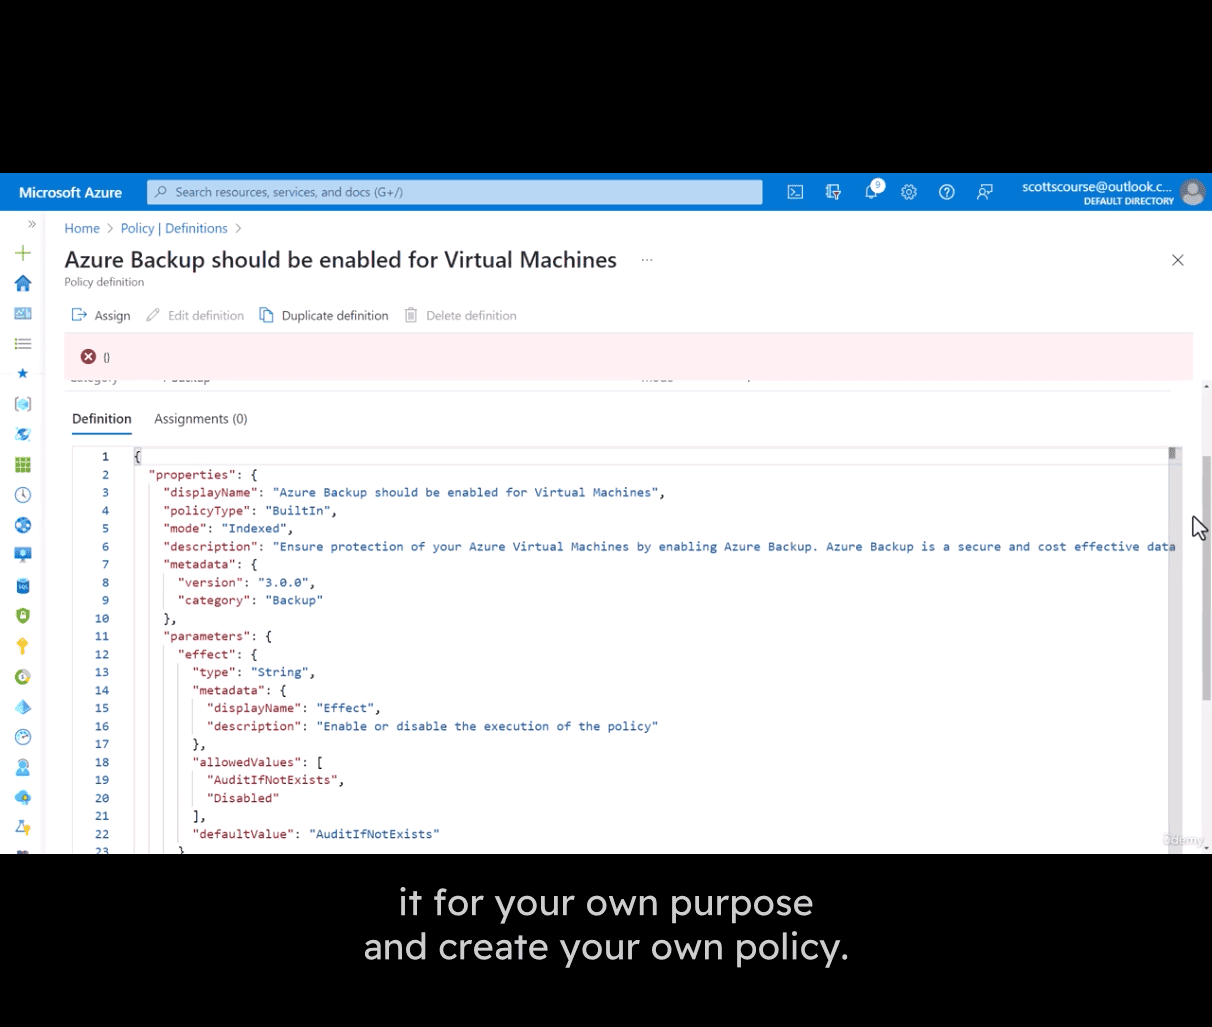 Microsoft Azure
Search resources, services, and docs (G+/)
9
scottscourse@outlook.c...
DEFAULT DIRECTORY
Home > Policy | Definitions >
Azure Backup should be enabled for Virtual Machines ...
Policy definition
Assign Edit definition Duplicate definition Delete definition
{}
Category : Backup
Definition Assignments (0)
1 {
2 "properties": {
3 "displayName": "Azure Backup should be enabled for Virtual Machines",
4 "policyType": "BuiltIn",
5 "mode": "Indexed",
6 "description": "Ensure protection of your Azure Virtual Machines by enabling Azure Backup. Azure Backup is a secure and cost effective data
7 "metadata": {
8 "version": "3.0.0",
9 "category": "Backup"
10 },
11 "parameters": {
12 "effect": {
13 "type": "String",
14 "metadata": {
15 "displayName": "Effect",
16 "description": "Enable or disable the execution of the policy"
17 },
18 "allowedValues": [
19 "AuditIfNotExists",
20 "Disabled"
21 ],
22 "defaultValue": "AuditIfNotExists"
23 }
Udemy
it for your own purpose
and create your own policy.